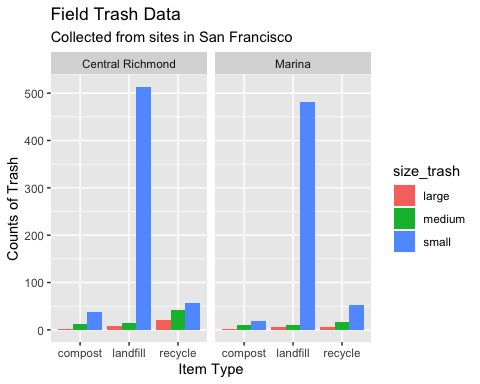 Field Trash Data
Collected from sites in San Francisco
Central Richmond
Marina
Counts of Trash
500
400
300
200
100
0
compost landfill recycle
compost landfill recycle
Item Type
size_trash
large
medium
small